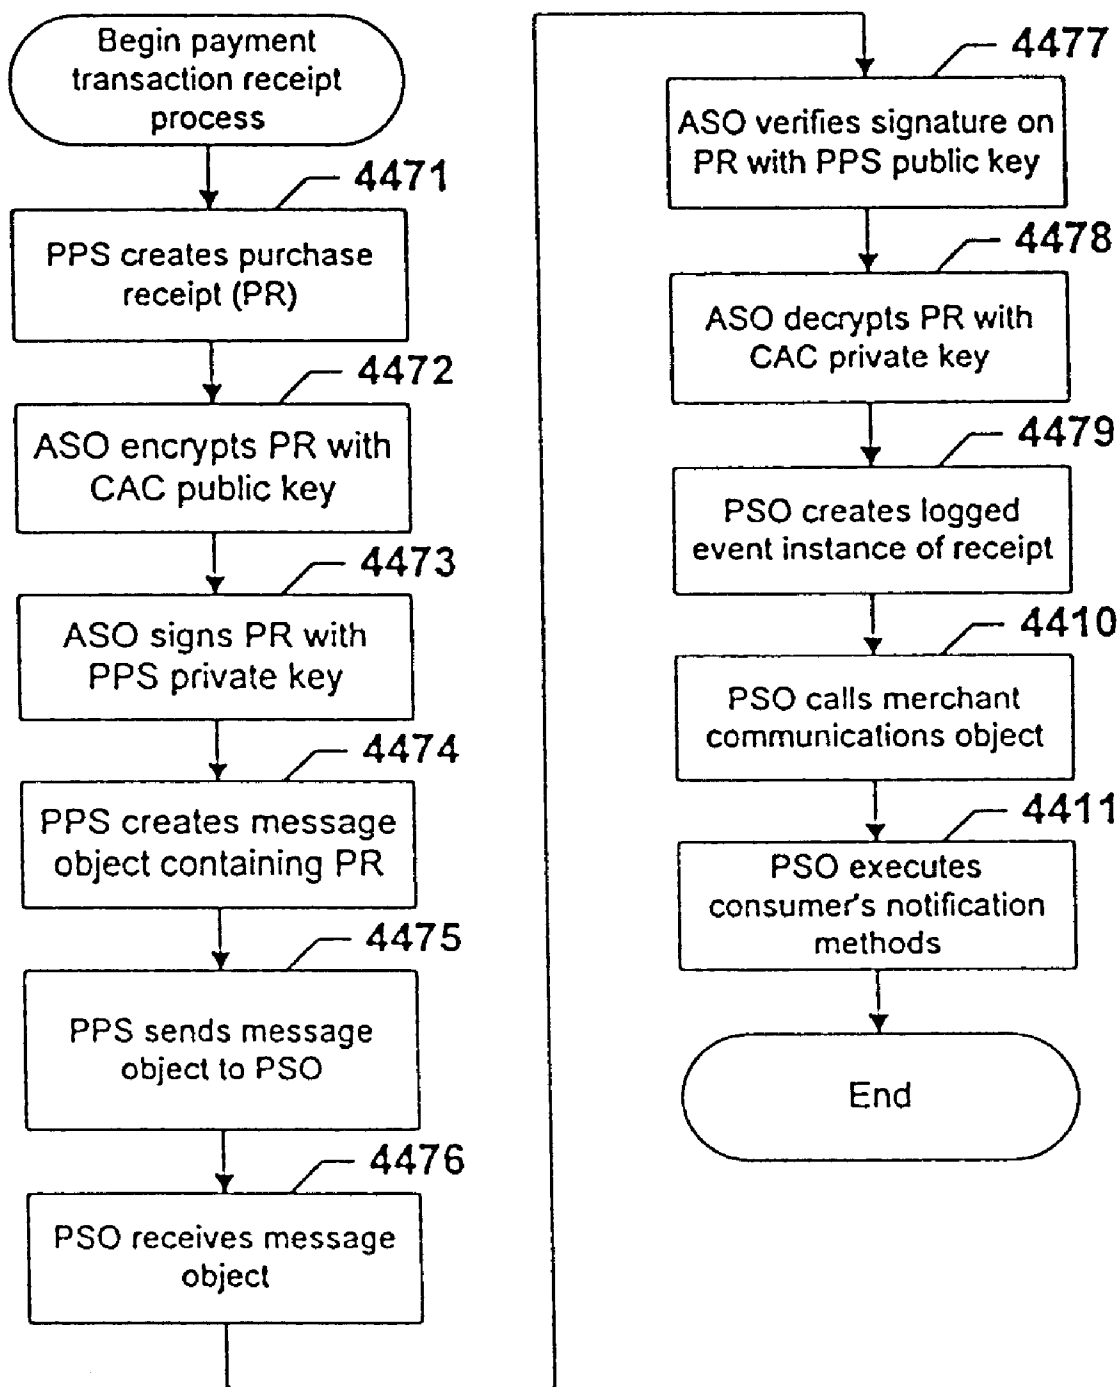 Begin payment
transaction receipt
process
4471
PPS creates purchase
receipt (PR)
4472
ASO encrypts PR with
CAC public key
4473
ASO signs PR with
PPS private key
4474
PPS creates message
object containing PR
4475
PPS sends message
object to PSO
4476
PSO receives message
object
4477
ASO verifies signature on
PR with PPS public key
4478
ASO decrypts PR with
CAC private key
4479
PSO creates logged
event instance of receipt
4410
PSO calls merchant
communications object
4411
PSO executes
consumer's notification
methods
End